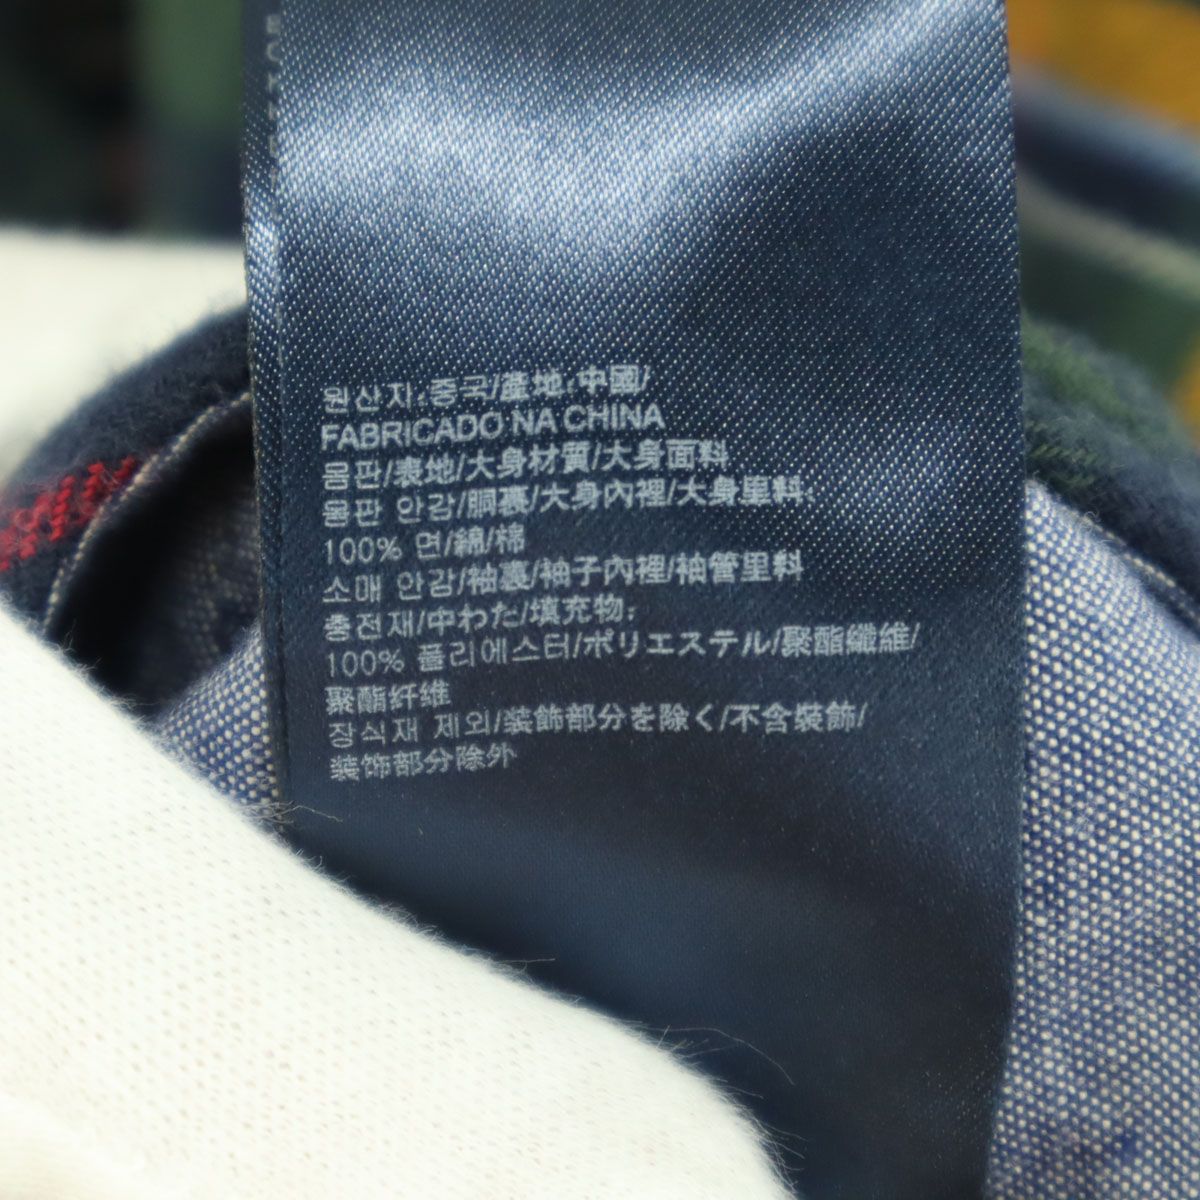 원산지:중국/産地:中國/
FABRICADO NA CHINA
몸판/表地/大身材質/大身面料
몸판 안감/胴裏/大身內裡/大身里料:
100% 면/綿/棉
소매 안감/袖裏/袖子內裡/袖管里料
충전재/中わた/填充物:
100% 폴리에스터/ポリエステル/聚酯纖維/
聚酯纤维
장식재 제외/装飾部分を除く/不含裝飾/
装饰部分除外